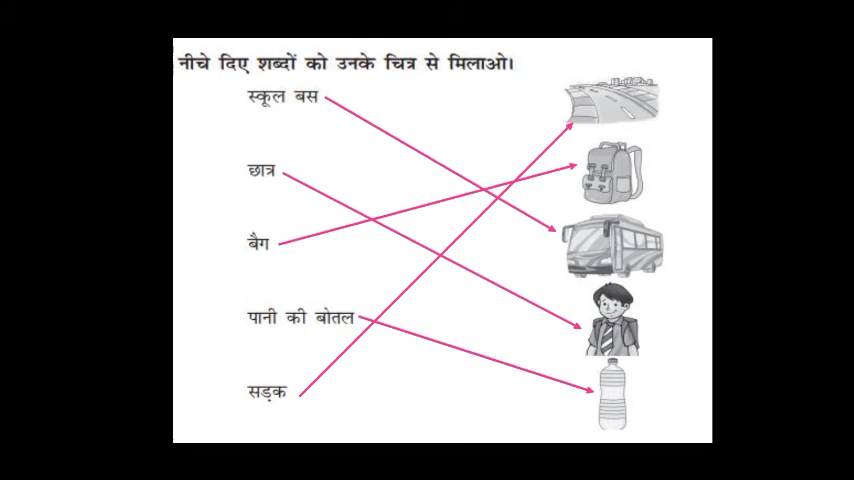 नीचे दिए शब्दों को उनके चित्र से मिलाओ।
स्कूल बस
छात्र
बैग
पानी की बोतल
सड़क